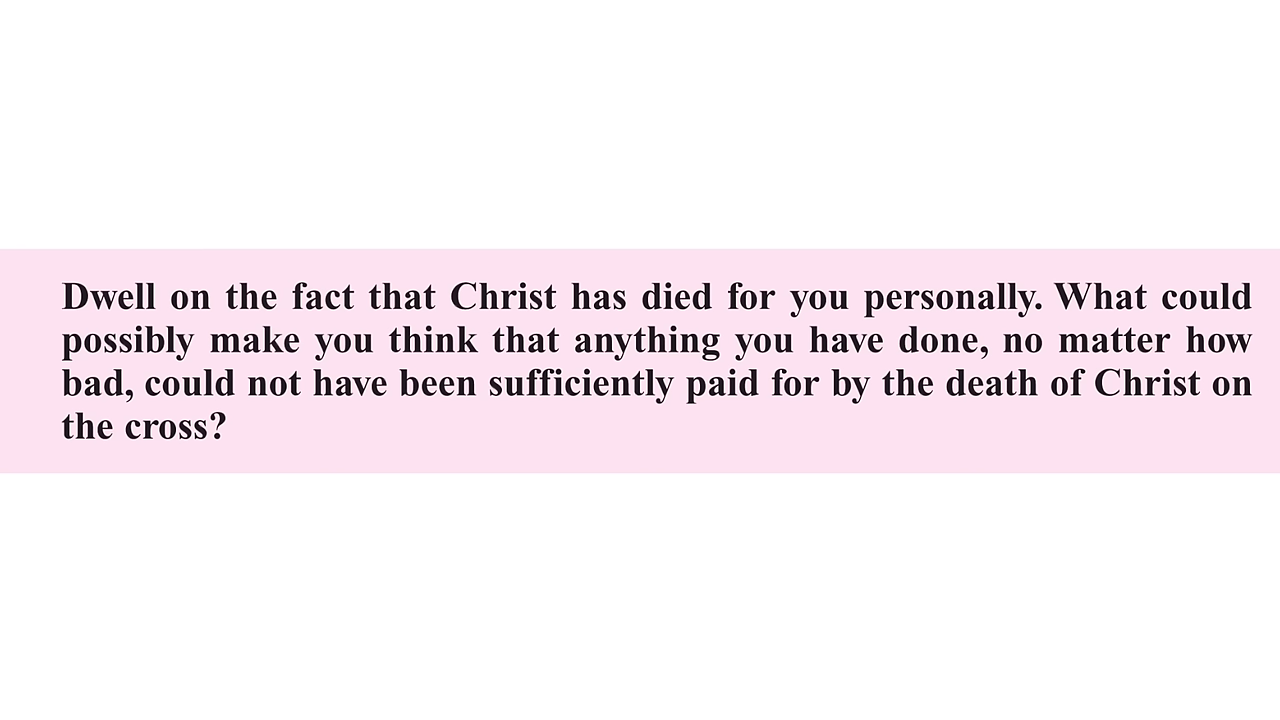 Dwell on the fact that Christ has died for you personally. What could
possibly make you think that anything you have done, no matter how
bad, could not have been sufficiently paid for by the death of Christ on
the cross?